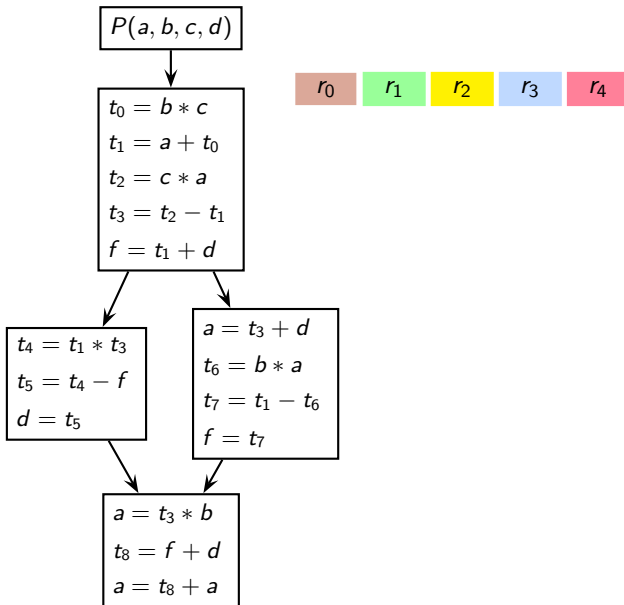 P(a, b, c, d)
r₀ r₁ r₂ r₃ r₄
t₀ = b ∗ c
t₁ = a + t₀
t₂ = c ∗ a
t₃ = t₂ − t₁
f = t₁ + d
t₄ = t₁ ∗ t₃
t₅ = t₄ − f
d = t₅
a = t₃ + d
t₆ = b ∗ a
t₇ = t₁ − t₆
f = t₇
a = t₃ ∗ b
t₈ = f + d
a = t₈ + a